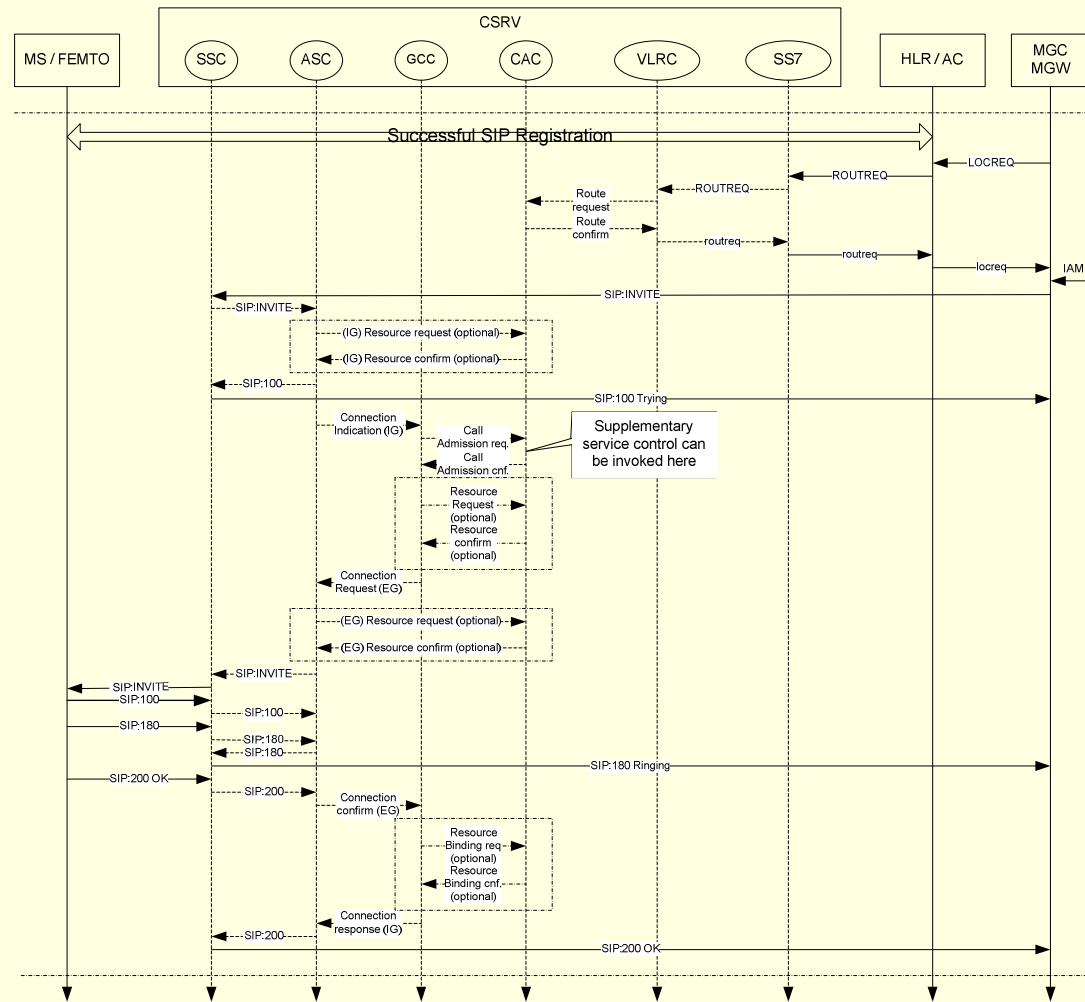 CSRV
MS / FEMTO
SSC
ASC
GCC
CAC
VLRC
SS7
HLR / AC
MGC
MGW
Successful SIP Registration
LOCREQ
ROUTREQ
ROUTREQ
Route
request
Route
confirm
routreq
routreq
locreq
IAM
SIP:INVITE
SIP:INVITE
(IG) Resource request (optional)
(IG) Resource confirm (optional)
SIP:100
SIP:100 Trying
Connection
Indication (IG)
Call
Admission req.
Call
Admission cnf.
Supplementary
service control can
be invoked here
Resource
Request
(optional)
Resource
confirm
(optional)
Connection
Request (EG)
(EG) Resource request (optional)
(EG) Resource confirm (optional)
SIP:INVITE
SIP:INVITE
SIP:100
SIP:100
SIP:180
SIP:180
SIP:180
SIP:180 Ringing
SIP:200 OK
SIP:200
Connection
confirm (EG)
Resource
Binding req
(optional)
Resource
Binding cnf.
(optional)
Connection
response (IG)
SIP:200
SIP:200 OK